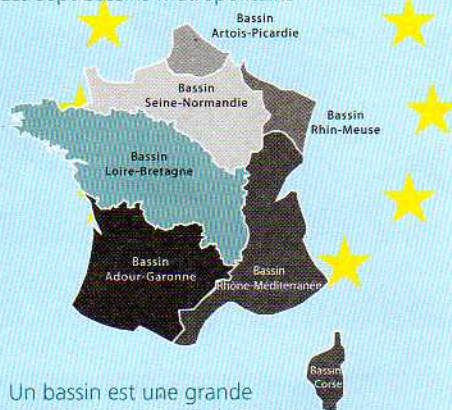 Bassin
Artois-Picardie
Bassin
Seine-Normandie
Bassin
Rhin-Meuse
Bassin
Loire-Bretagne
Bassin
Adour-Garonne
Bassin
Rhône-Méditerranée
Bassin
Corse
Un bassin est une grande